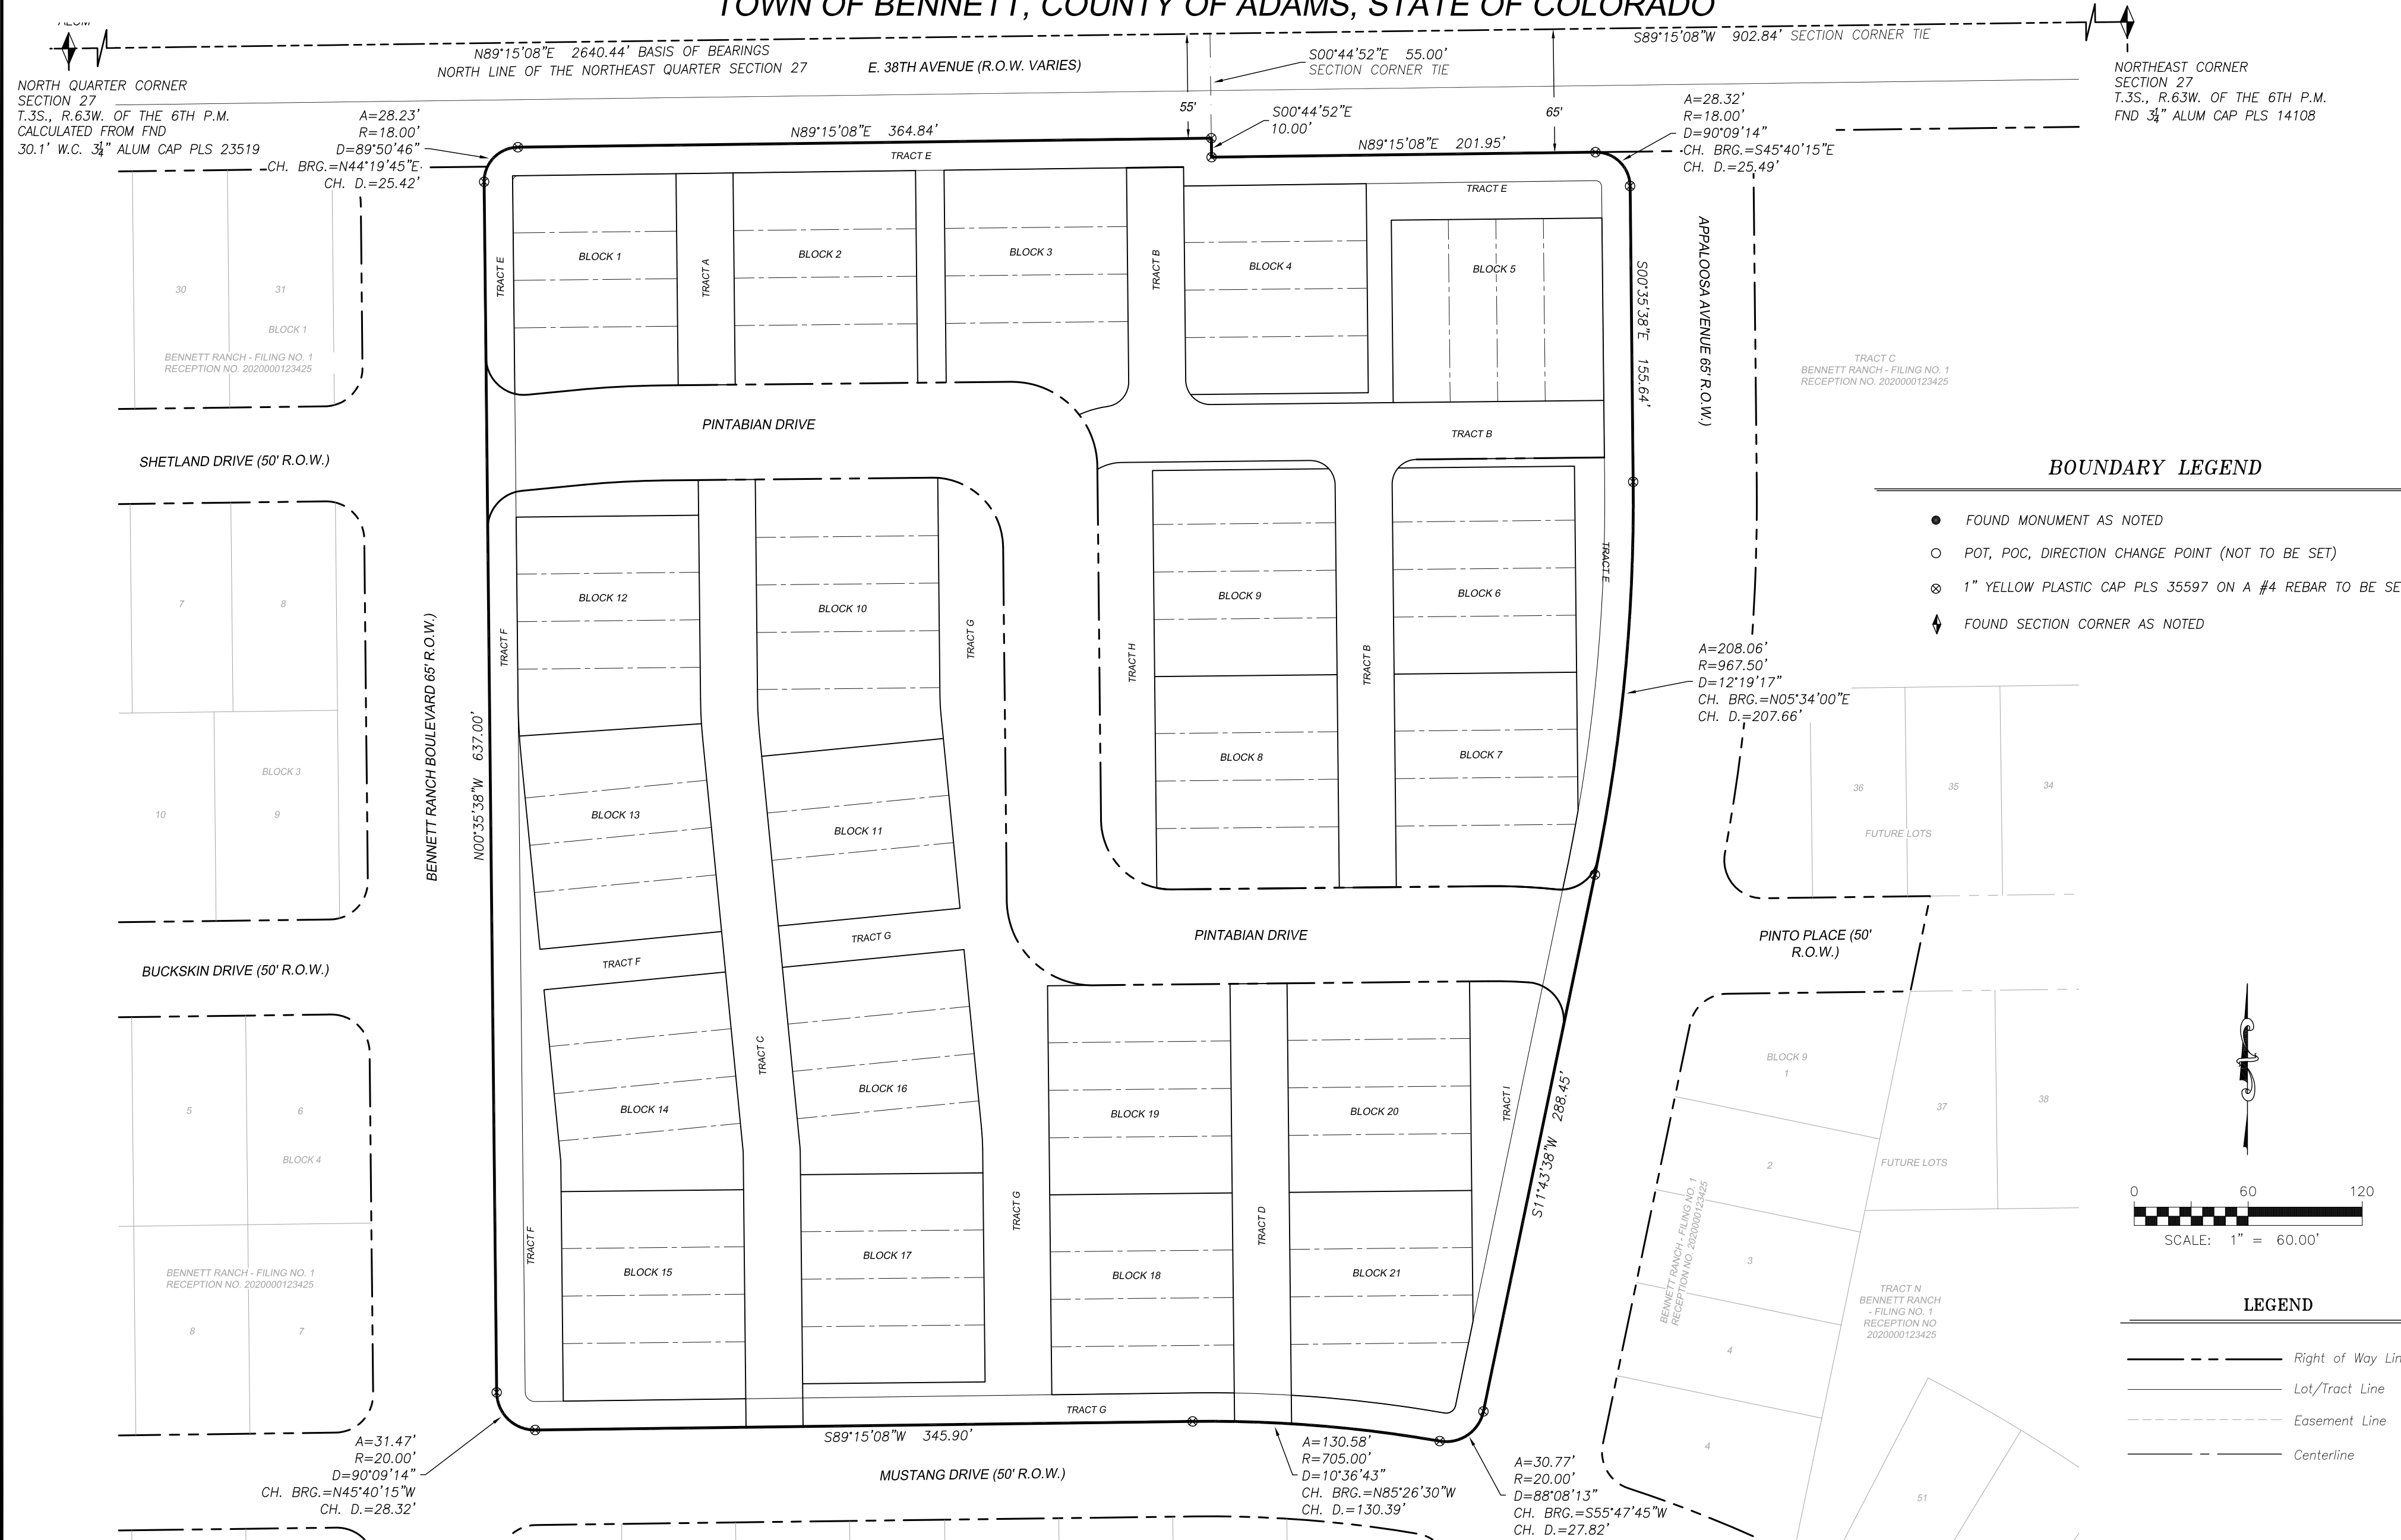 TOWN OF BENNETT, COUNTY OF ADAMS, STATE OF COLORADO
N89°15'08"E 2640.44' BASIS OF BEARINGS
NORTH LINE OF THE NORTHEAST QUARTER SECTION 27
E. 38TH AVENUE (R.O.W. VARIES)
S00°44'52"E 55.00'
SECTION CORNER TIE
S89°15'08"W 902.84' SECTION CORNER TIE
NORTH QUARTER CORNER
SECTION 27
T.3S., R.63W. OF THE 6TH P.M.
CALCULATED FROM FND
30.1' W.C. 3¼" ALUM CAP PLS 23519
NORTHEAST CORNER
SECTION 27
T.3S., R.63W. OF THE 6TH P.M.
FND 3¼" ALUM CAP PLS 14108
A=28.23'
R=18.00'
D=89°50'46"
CH. BRG.=N44°19'45"E
CH. D.=25.42'
N89°15'08"E 364.84'
55'
S00°44'52"E
10.00'
65'
N89°15'08"E 201.95'
A=28.32'
R=18.00'
D=90°09'14"
CH. BRG.=S45°40'15"E
CH. D.=25.49'
TRACT E
TRACT E
TRACT E
BLOCK 1
TRACT A
BLOCK 2
BLOCK 3
TRACT B
BLOCK 4
BLOCK 5
S00°35'38"E 155.64'
APPALOOSA AVENUE 65' R.O.W.)
30
31
BLOCK 1
BENNETT RANCH - FILING NO. 1
RECEPTION NO. 2020000123425
TRACT C
BENNETT RANCH - FILING NO. 1
RECEPTION NO. 2020000123425
PINTABIAN DRIVE
TRACT B
SHETLAND DRIVE (50' R.O.W.)
BOUNDARY LEGEND
FOUND MONUMENT AS NOTED
POT, POC, DIRECTION CHANGE POINT (NOT TO BE SET)
1" YELLOW PLASTIC CAP PLS 35597 ON A #4 REBAR TO BE SE
FOUND SECTION CORNER AS NOTED
7
8
BENNETT RANCH BOULEVARD 65' R.O.W.)
N00°35'38"W 637.00'
TRACT F
BLOCK 12
BLOCK 10
TRACT G
TRACT H
BLOCK 9
TRACT B
BLOCK 6
TRACT E
A=208.06'
R=967.50'
D=12°19'17"
CH. BRG.=N05°34'00"E
CH. D.=207.66'
BLOCK 8
BLOCK 7
BLOCK 3
10
9
BLOCK 13
BLOCK 11
36
35
34
FUTURE LOTS
TRACT F
TRACT G
PINTABIAN DRIVE
PINTO PLACE (50'
R.O.W.)
BUCKSKIN DRIVE (50' R.O.W.)
5
6
BLOCK 4
BLOCK 14
TRACT C
BLOCK 16
BLOCK 19
BLOCK 20
TRACT I
S11°43'38"W 288.45'
BLOCK 9
1
2
3
4
4
37
38
FUTURE LOTS
BENNETT RANCH - FILING NO. 1
RECEPTION NO. 2020000123425
TRACT N
BENNETT RANCH
- FILING NO. 1
RECEPTION NO
2020000123425
51
0 60 120
SCALE: 1" = 60.00'
LEGEND
Right of Way Lin
Lot/Tract Line
Easement Line
Centerline
BENNETT RANCH - FILING NO. 1
RECEPTION NO. 2020000123425
8
7
TRACT F
BLOCK 15
BLOCK 17
TRACT G
BLOCK 18
TRACT D
BLOCK 21
TRACT G
S89°15'08"W 345.90'
MUSTANG DRIVE (50' R.O.W.)
A=31.47'
R=20.00'
D=90°09'14"
CH. BRG.=N45°40'15"W
CH. D.=28.32'
A=130.58'
R=705.00'
D=10°36'43"
CH. BRG.=N85°26'30"W
CH. D.=130.39'
A=30.77'
R=20.00'
D=88°08'13"
CH. BRG.=S55°47'45"W
CH. D.=27.82'